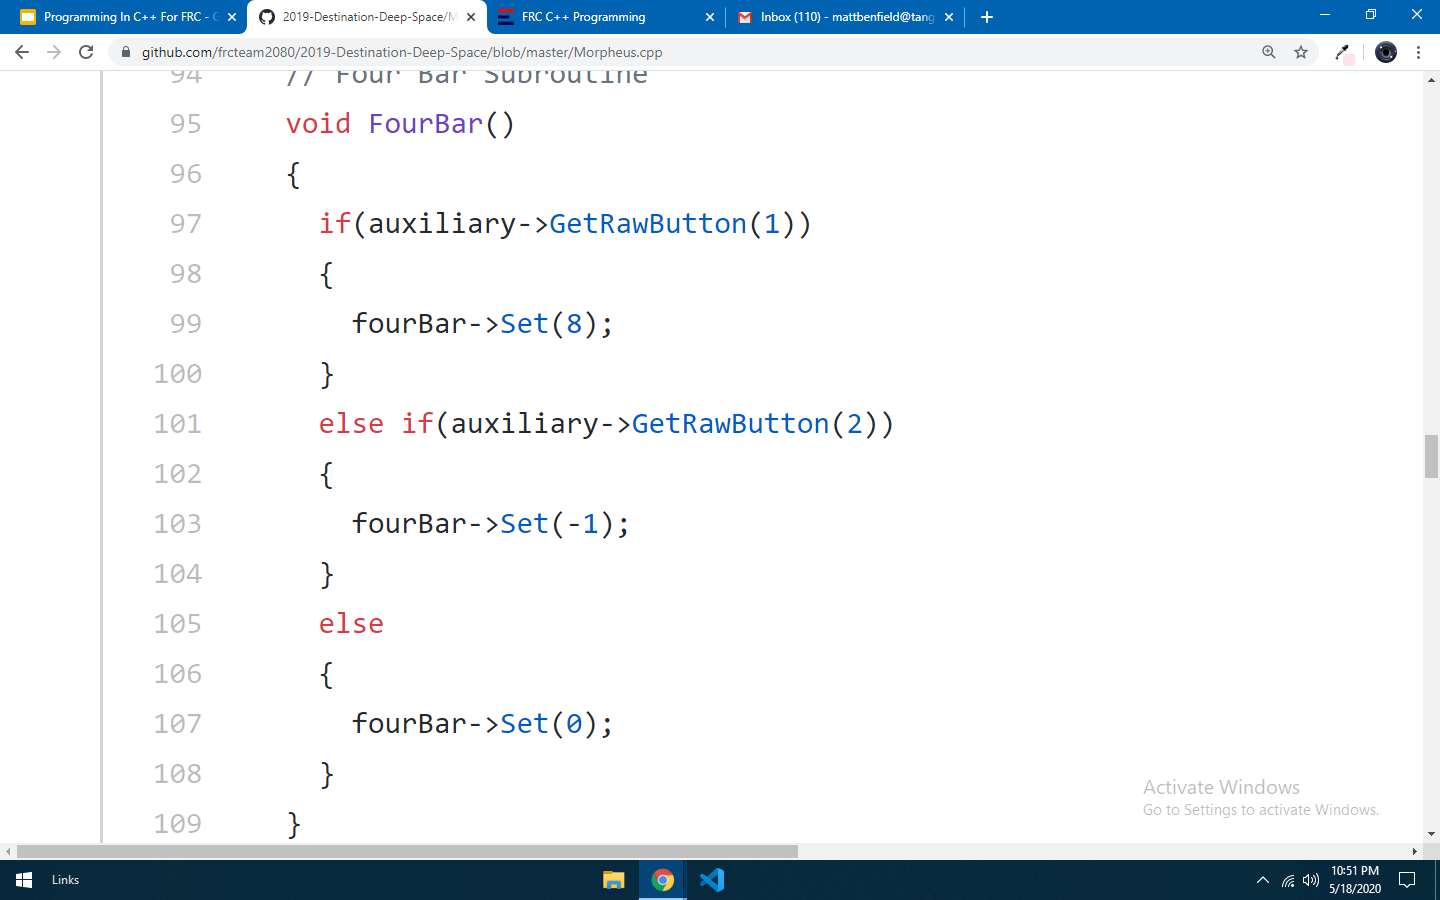 Programming In C++ For FRC - G
2019-Destination-Deep-Space/M
FRC C++ Programming
Inbox (110) - mattbenfield@tang
github.com/frcteam2080/2019-Destination-Deep-Space/blob/master/Morpheus.cpp
94 // Four Bar Subroutine
95 void FourBar()
96 {
97 if(auxiliary->GetRawButton(1))
98 {
99 fourBar->Set(8);
100 }
101 else if(auxiliary->GetRawButton(2))
102 {
103 fourBar->Set(-1);
104 }
105 else
106 {
107 fourBar->Set(0);
108 }
109 }
Activate Windows
Go to Settings to activate Windows.
Links
10:51 PM
5/18/2020